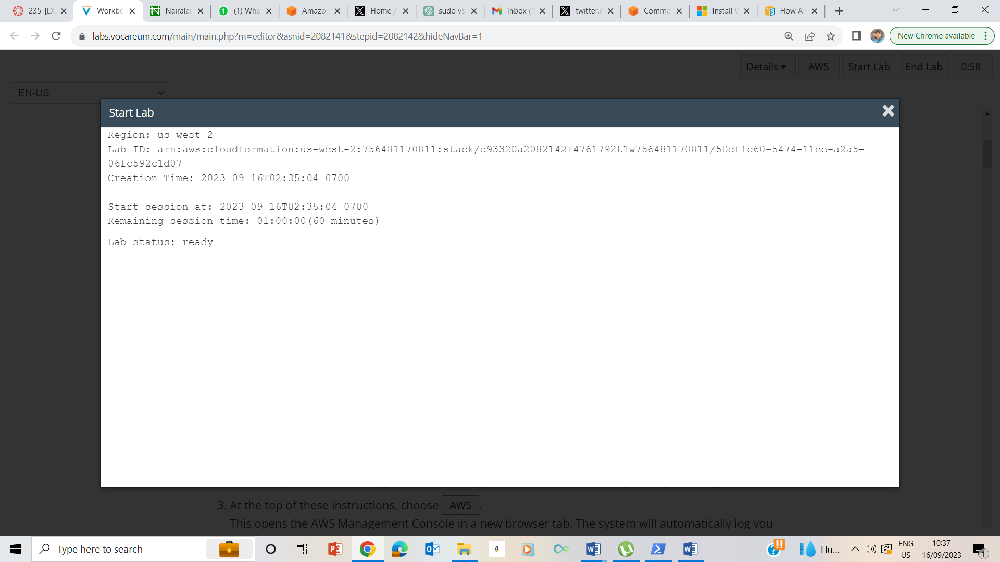 235-[LX
Workbe
Nairalan
(1) Wha
Amazon
Home /
sudo vs
Inbox (1
twitter.c
Comma
Install W
How Am
labs.vocareum.com/main/main.php?m=editor&asnid=2082141&stepid=2082142&hideNavBar=1
New Chrome available
Details
AWS
Start Lab
End Lab
0:58
EN-US
Start Lab
Region: us-west-2
Lab ID: arn:aws:cloudformation:us-west-2:756481170811:stack/c93320a2082142l4761792t1w756481170811/50dffc60-5474-11ee-a2a5-
06fc592c1d07
Creation Time: 2023-09-16T02:35:04-0700
Start session at: 2023-09-16T02:35:04-0700
Remaining session time: 01:00:00(60 minutes)
Lab status: ready
3. At the top of these instructions, choose AWS .
This opens the AWS Management Console in a new browser tab. The system will automatically log you
Type here to search
Hu...
ENG
US
10:37
16/09/2023
1